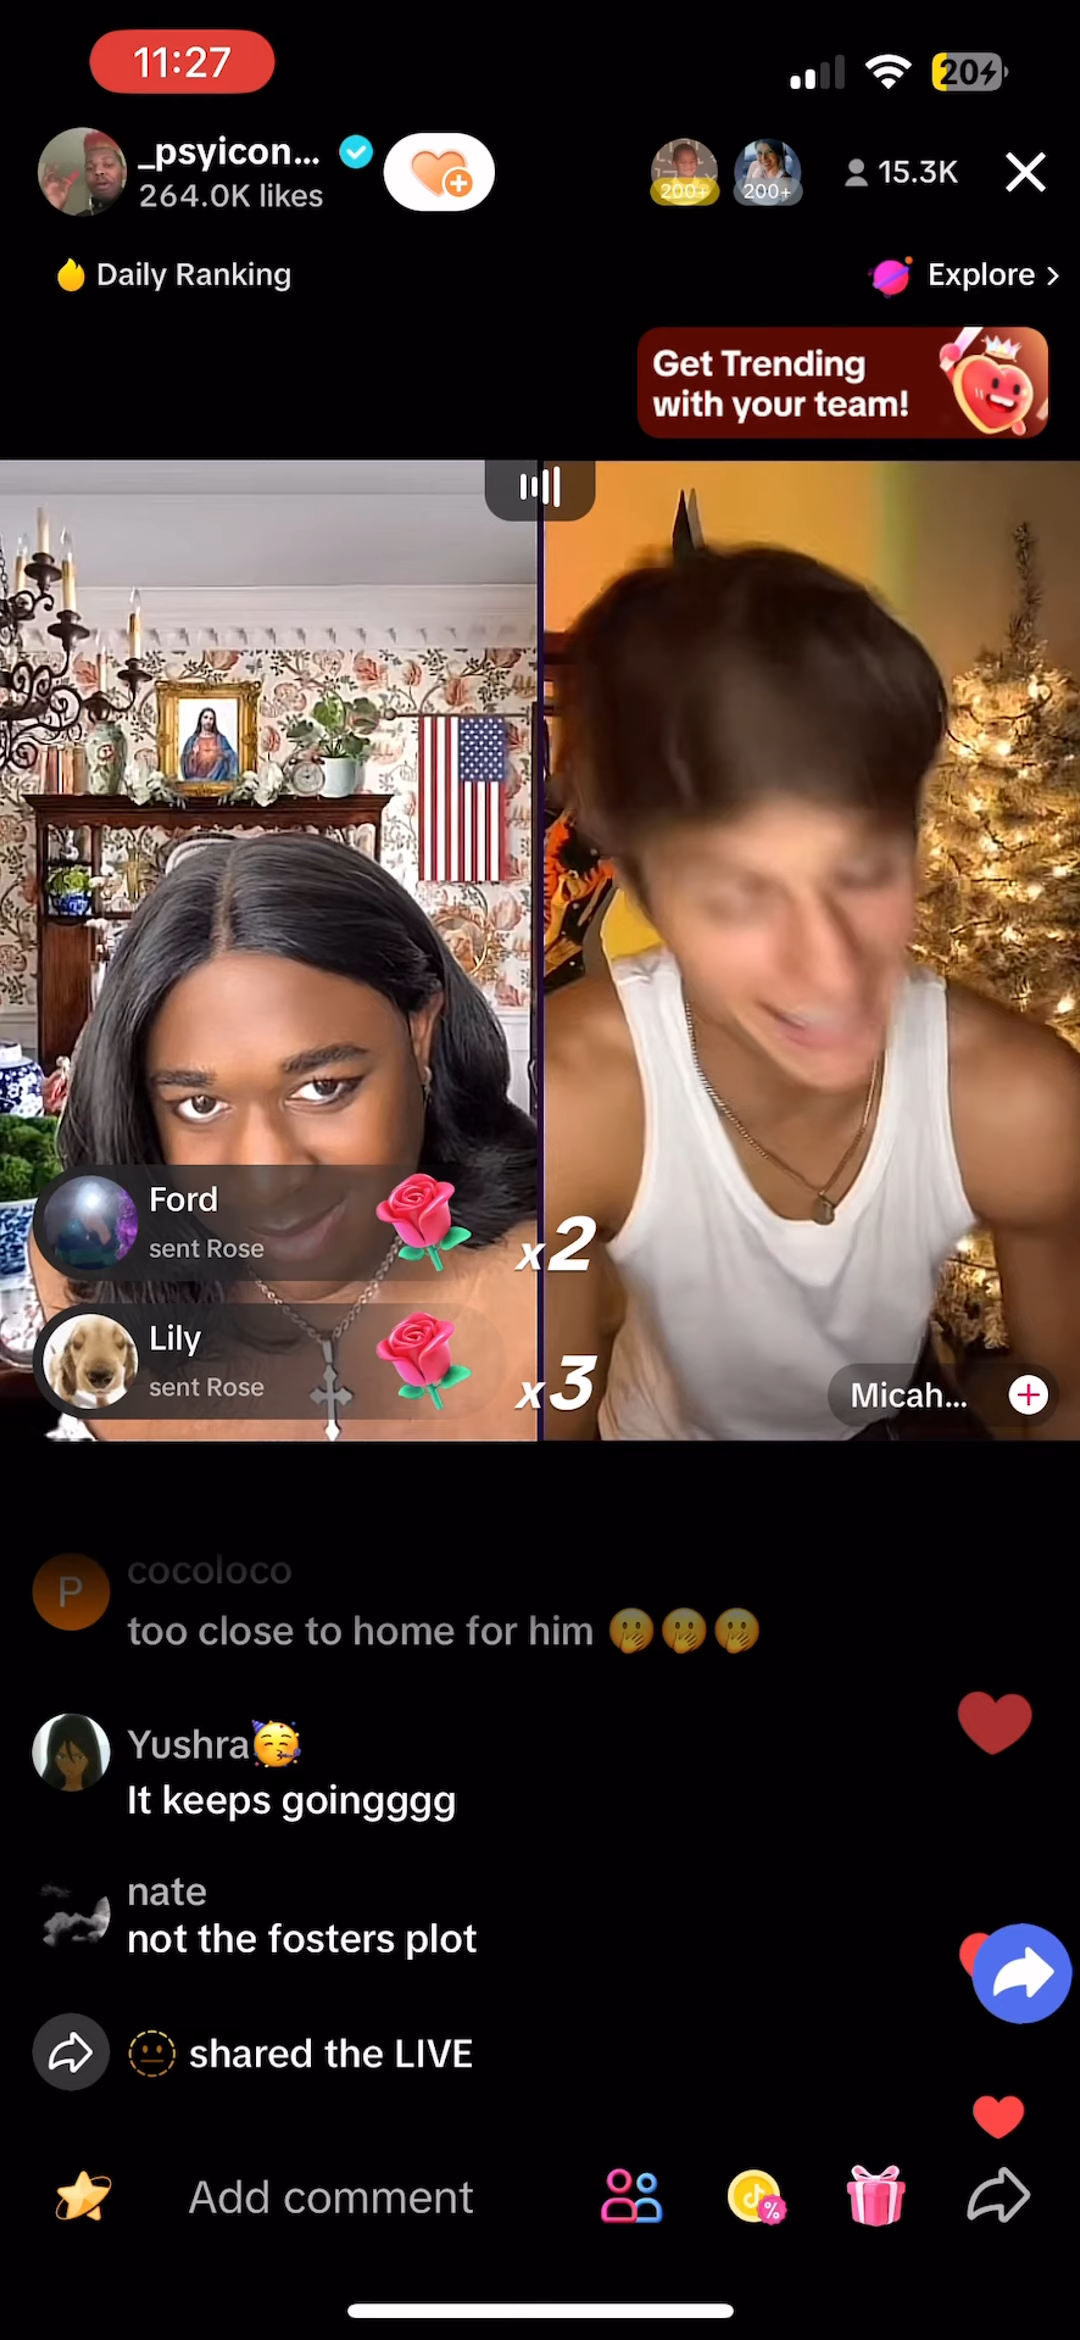 11:27
20
_psyicon...
264.0K likes
200+
200+
15.3K
Daily Ranking
Explore >
Get Trending
with your team!
Ford
sent Rose
x2
Lily
sent Rose
x3
Micah...
P
cocoloco
too close to home for him 🫢🫢🫢
Yushra🥳
It keeps goingggg
nate
not the fosters plot
🫥 shared the LIVE
Add comment
%